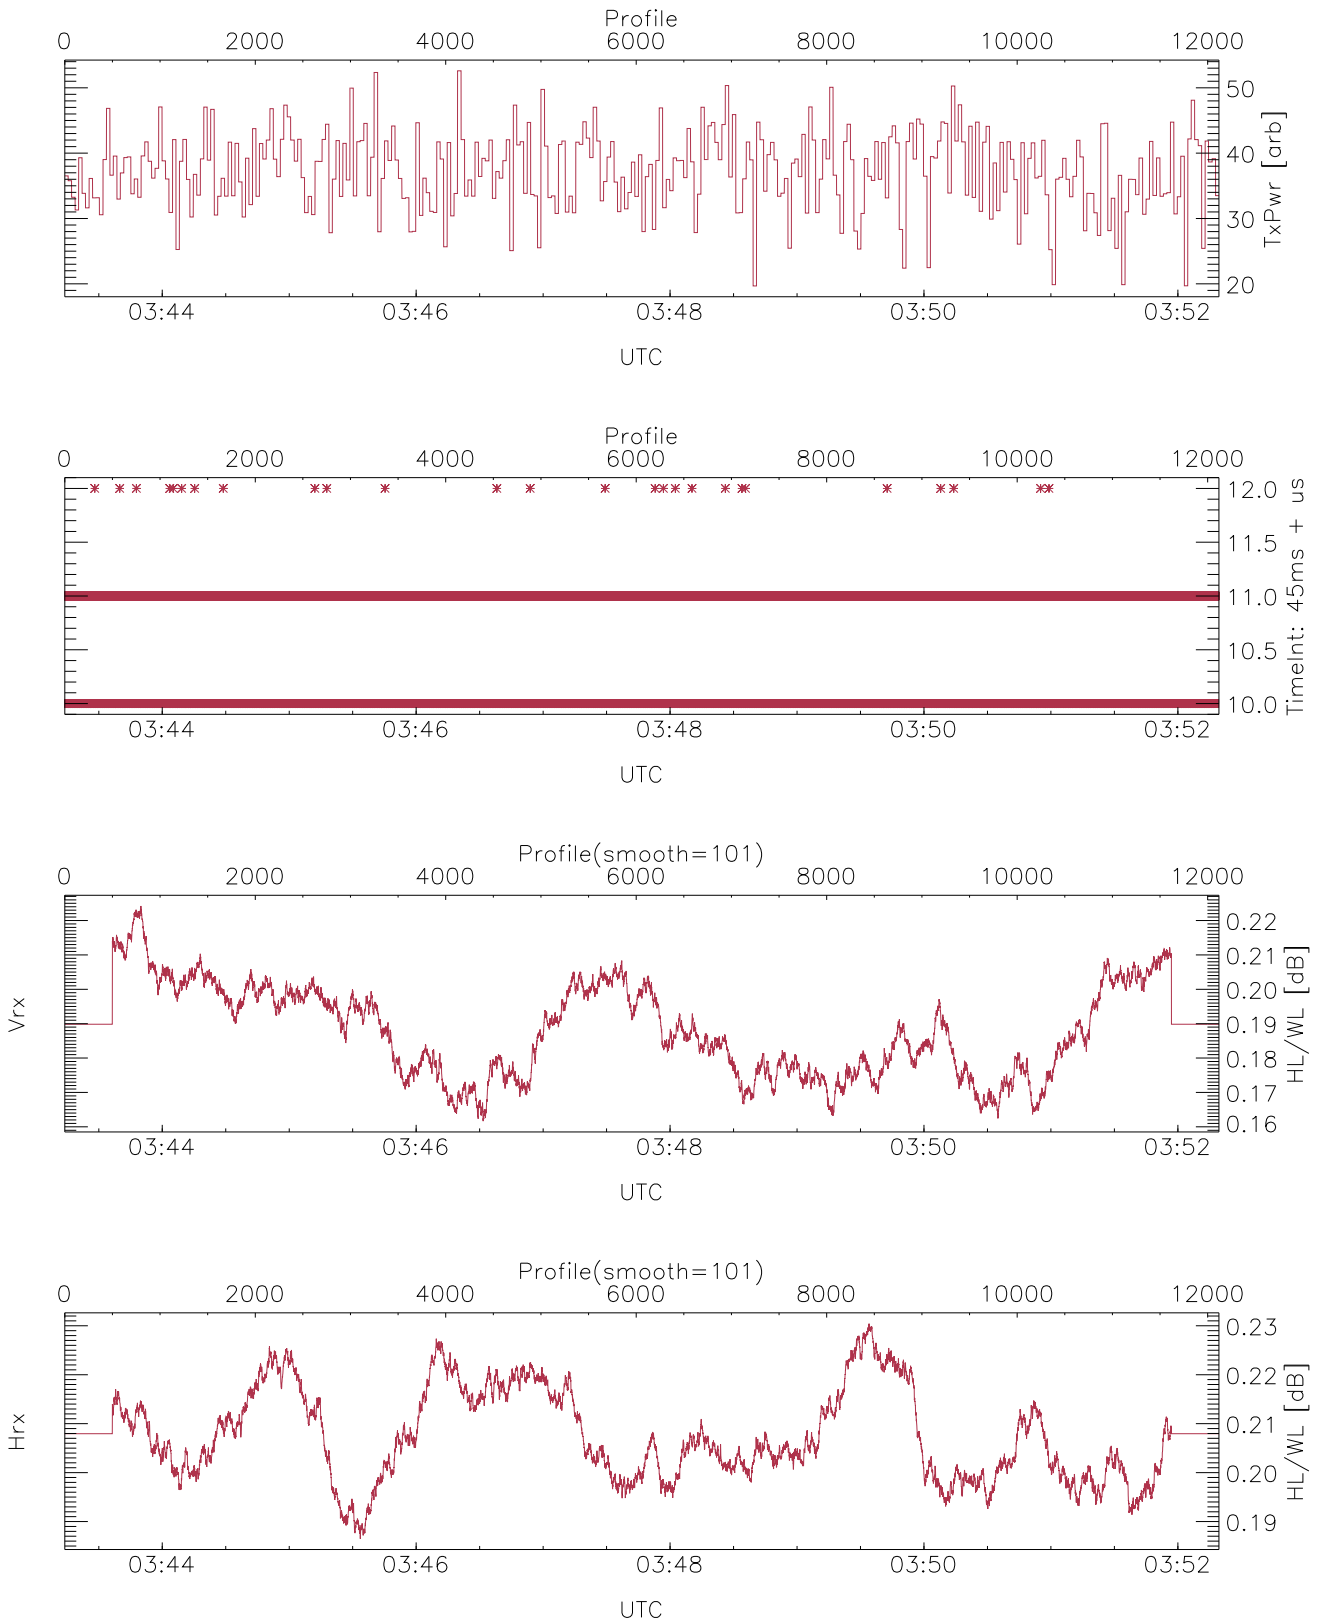 Profile
0 2000 4000 6000 8000 10000 12000
50
40
30
20
TxPwr [arb]
03:44 03:46 03:48 03:50 03:52
UTC
Profile
0 2000 4000 6000 8000 10000 12000
12.0
11.5
11.0
10.5
10.0
TimeInt: 45ms + us
03:44 03:46 03:48 03:50 03:52
UTC
Profile(smooth=101)
0 2000 4000 6000 8000 10000 12000
Vrx
0.22
0.21
0.20
0.19
0.18
0.17
0.16
HL/WL [dB]
03:44 03:46 03:48 03:50 03:52
UTC
Profile(smooth=101)
0 2000 4000 6000 8000 10000 12000
Hrx
0.23
0.22
0.21
0.20
0.19
HL/WL [dB]
03:44 03:46 03:48 03:50 03:52
UTC